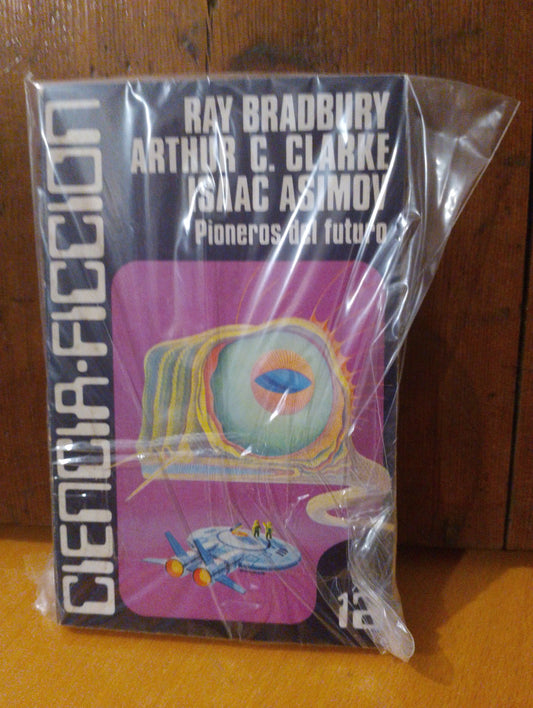 RAY BRADBURY
ARTHUR C. CLARKE
ISAAC ASIMOV
Pioneros del futuro
CIENCIA-FICCION
12